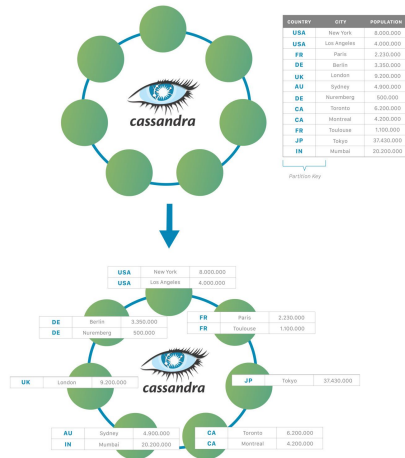 COUNTRY CITY POPULATION
USA New York 8.000.000
USA Los Angeles 4.000.000
FR Paris 2.230.000
DE Berlin 3.350.000
UK London 9.200.000
AU Sydney 4.900.000
DE Nuremberg 500.000
CA Toronto 6.200.000
CA Montreal 4.200.000
FR Toulouse 1.100.000
JP Tokyo 37.430.000
IN Mumbai 20.200.000
Partition Key
cassandra
USA New York 8.000.000
USA Los Angeles 4.000.000
DE Berlin 3.350.000
DE Nuremberg 500.000
FR Paris 2.230.000
FR Toulouse 1.100.000
UK London 9.200.000
cassandra
JP Tokyo 37.430.000
AU Sydney 4.900.000
IN Mumbai 20.200.000
CA Toronto 6.200.000
CA Montreal 4.200.000